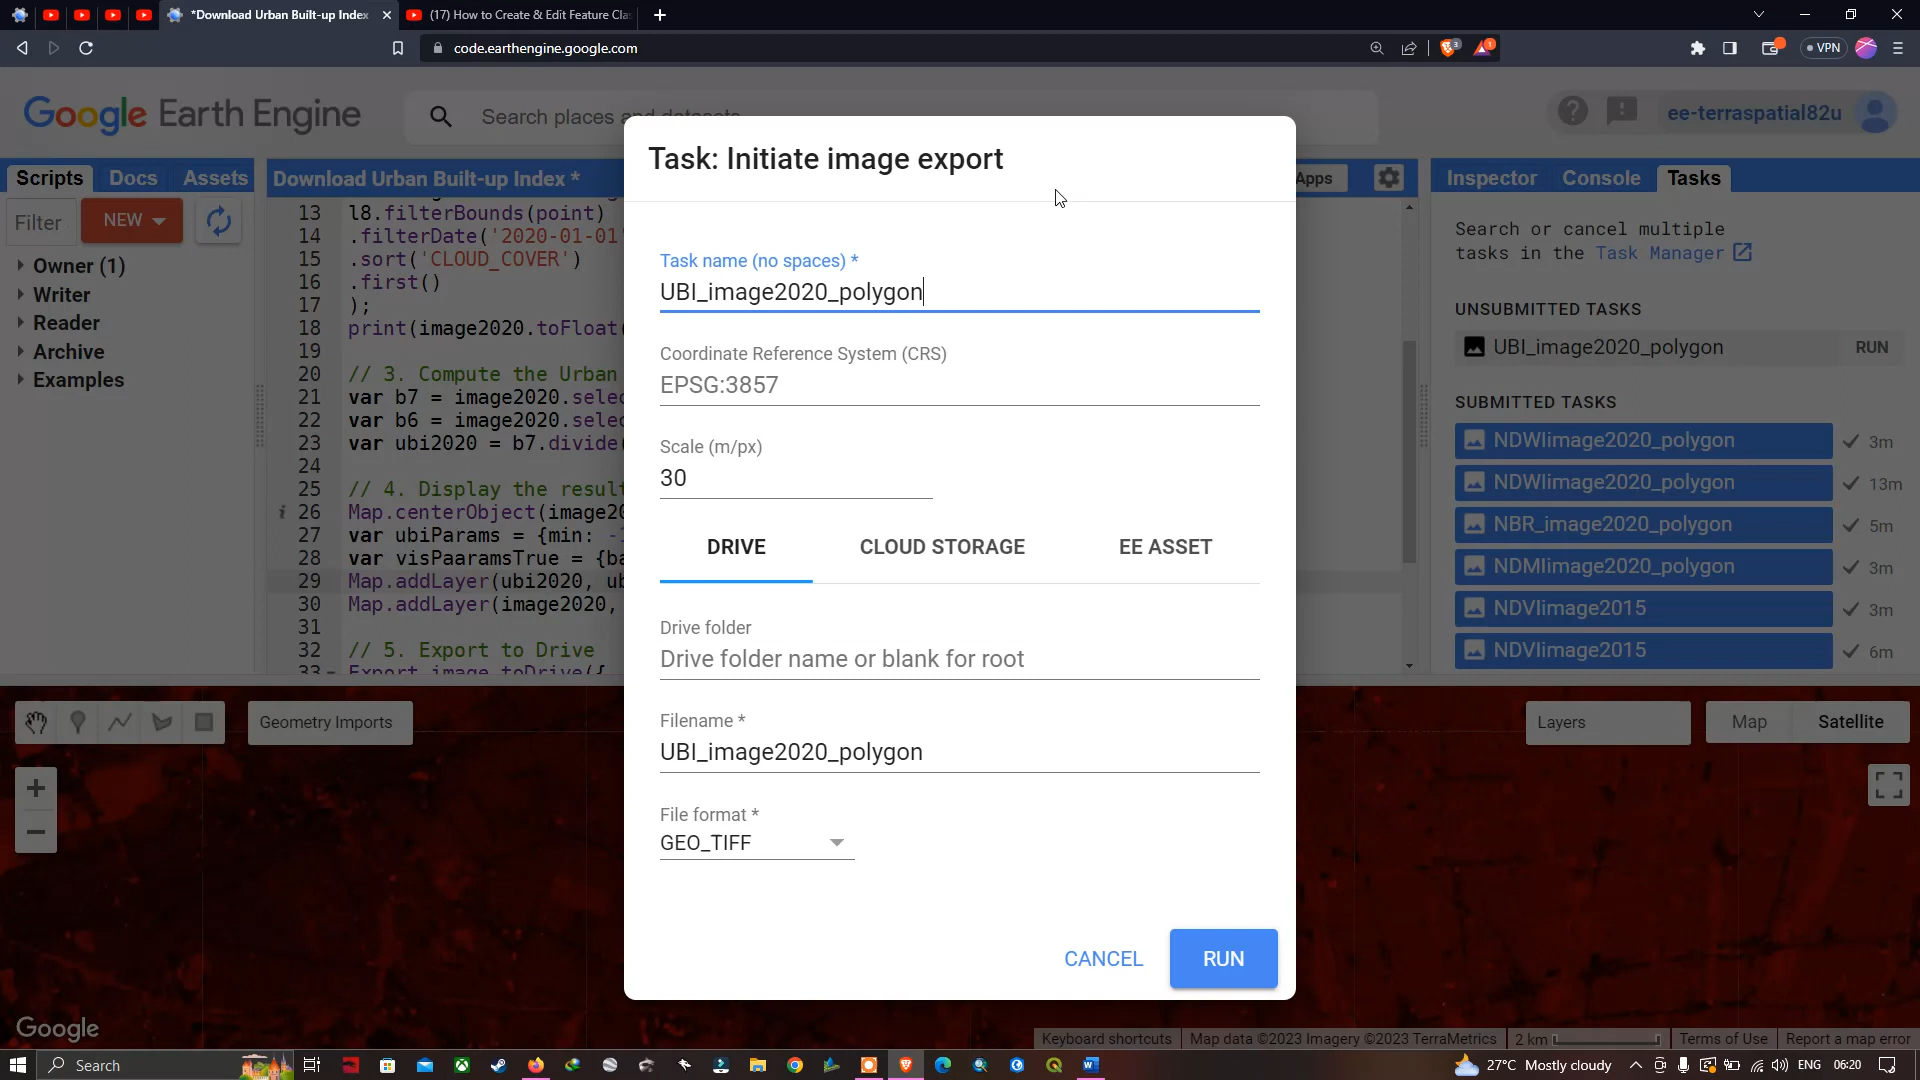 *Download Urban Built-up Index
(17) How to Create & Edit Feature Clas
code.earthengine.google.com
VPN
Google Earth Engine
Search places and datasets
ee-terraspatial82u
Scripts Docs Assets
Download Urban Built-up Index *
Apps
Inspector Console Tasks
Filter
NEW
Owner (1)
Writer
Reader
Archive
Examples
13 l8.filterBounds(point)
14 .filterDate('2020-01-01'
15 .sort('CLOUD_COVER')
16 .first()
17 );
18 print(image2020.toFloat(
19
20 // 3. Compute the Urban
21 var b7 = image2020.selec
22 var b6 = image2020.selec
23 var ubi2020 = b7.divide(
24
25 // 4. Display the result
26 Map.centerObject(image20
27 var ubiParams = {min: -1
28 var visPaaramsTrue = {ba
29 Map.addLayer(ubi2020, ub
30 Map.addLayer(image2020,
31
32 // 5. Export to Drive
33 Export.image.toDrive({
Task: Initiate image export
Task name (no spaces) *
UBI_image2020_polygon
Coordinate Reference System (CRS)
EPSG:3857
Scale (m/px)
30
DRIVE CLOUD STORAGE EE ASSET
Drive folder
Drive folder name or blank for root
Filename *
UBI_image2020_polygon
File format *
GEO_TIFF
CANCEL RUN
Search or cancel multiple
tasks in the Task Manager
UNSUBMITTED TASKS
UBI_image2020_polygon RUN
SUBMITTED TASKS
NDWIimage2020_polygon 3m
NDWIimage2020_polygon 13m
NBR_image2020_polygon 5m
NDMIimage2020_polygon 3m
NDVIimage2015 3m
NDVIimage2015 6m
Geometry Imports
Layers
Map Satellite
Google
Keyboard shortcuts Map data ©2023 Imagery ©2023 TerraMetrics 2 km Terms of Use Report a map error
Search
27°C Mostly cloudy
ENG 06:20